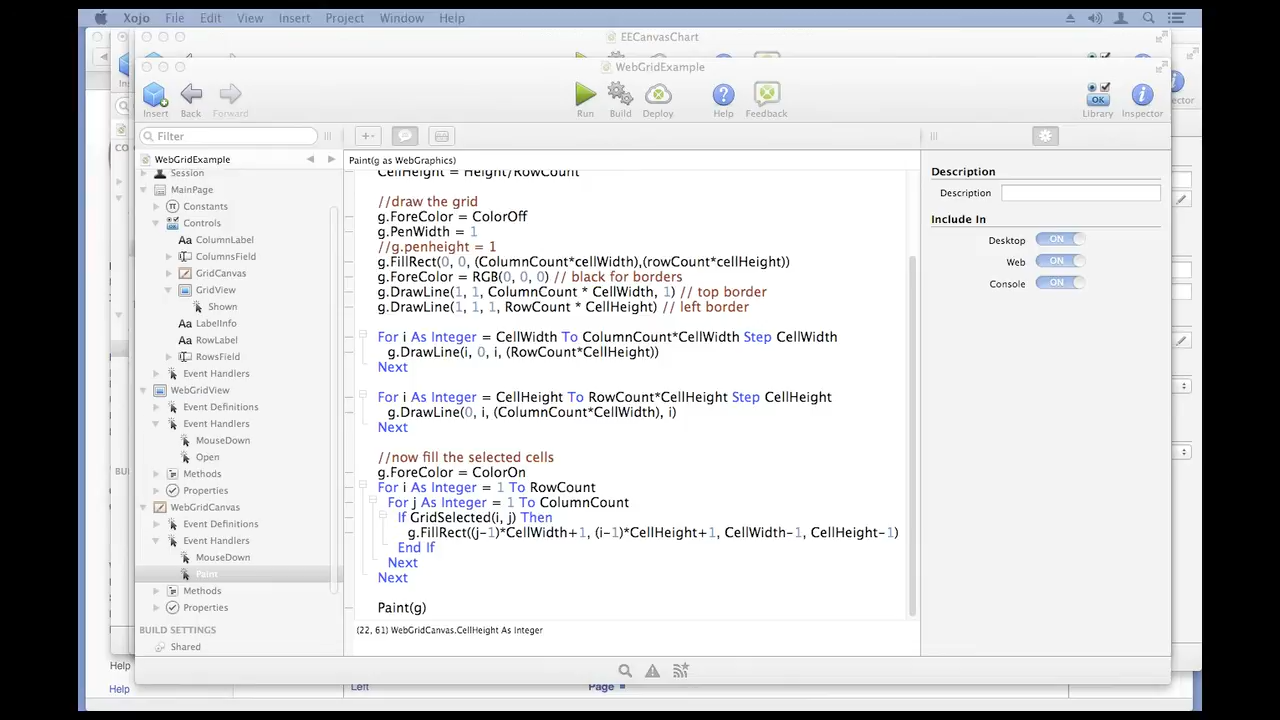 Xojo File Edit View Insert Project Window Help
EECanvasChart
WebGridExample
Insert Back Forward Run Build Deploy Help Feedback Library Inspector
OK
Filter
WebGridExample
Session
MainPage
Constants
Controls
Aa ColumnLabel
ColumnsField
GridCanvas
GridView
Shown
Aa LabelInfo
Aa RowLabel
RowsField
Event Handlers
WebGridView
Event Definitions
Event Handlers
MouseDown
Open
Methods
Properties
WebGridCanvas
Event Definitions
Event Handlers
MouseDown
Paint
Methods
Properties
BUILD SETTINGS
Shared
Paint(g as WebGraphics)
CellHeight = Height/RowCount
//draw the grid
g.ForeColor = ColorOff
g.PenWidth = 1
//g.penheight = 1
g.FillRect(0, 0, (ColumnCount*cellWidth),(rowCount*cellHeight))
g.ForeColor = RGB(0, 0, 0) // black for borders
g.DrawLine(1, 1, ColumnCount * CellWidth, 1) // top border
g.DrawLine(1, 1, 1, RowCount * CellHeight) // left border
For i As Integer = CellWidth To ColumnCount*CellWidth Step CellWidth
g.DrawLine(i, 0, i, (RowCount*CellHeight))
Next
For i As Integer = CellHeight To RowCount*CellHeight Step CellHeight
g.DrawLine(0, i, (ColumnCount*CellWidth), i)
Next
//now fill the selected cells
g.ForeColor = ColorOn
For i As Integer = 1 To RowCount
For j As Integer = 1 To ColumnCount
If GridSelected(i, j) Then
g.FillRect((j-1)*CellWidth+1, (i-1)*CellHeight+1, CellWidth-1, CellHeight-1)
End If
Next
Next
Paint(g)
(22, 61) WebGridCanvas.CellHeight As Integer
Description
Description
Include In
Desktop ON
Web ON
Console ON
Help
Help
Left
Page